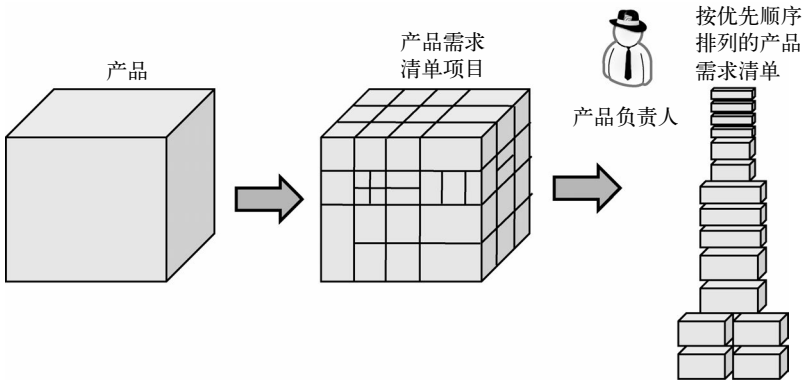 产品
产品需求
清单项目
产品负责人
按优先顺序
排列的产品
需求清单